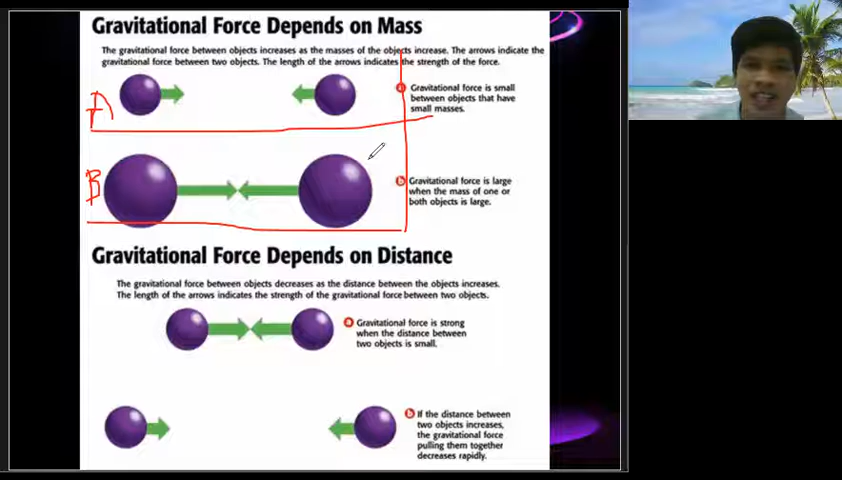 Gravitational Force Depends on Mass
The gravitational force between objects increases as the masses of the objects increase. The arrows indicate the
gravitational force between two objects. The length of the arrows indicates the strength of the force.
A
a Gravitational force is small
between objects that have
small masses.
B
b Gravitational force is large
when the mass of one or
both objects is large.
Gravitational Force Depends on Distance
The gravitational force between objects decreases as the distance between the objects increases.
The length of the arrows indicates the strength of the gravitational force between two objects.
a Gravitational force is strong
when the distance between
two objects is small.
b If the distance between
two objects increases,
the gravitational force
pulling them together
decreases rapidly.